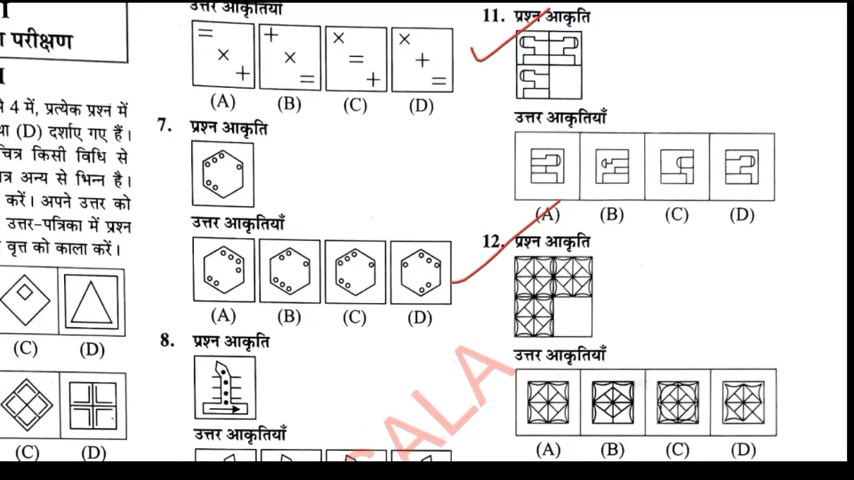 ा परीक्षण
में 4 में, प्रत्येक प्रश्न में
था (D) दर्शाए गए हैं।
चित्र किसी विधि से
त्र अन्य से भिन्न है।
करें। अपने उत्तर को
उत्तर-पत्रिका में प्रश्न
वृत्त को काला करें।
(C) (D)
(C) (D)
उत्तर आकृतियाँ
(A) (B) (C) (D)
7. प्रश्न आकृति
उत्तर आकृतियाँ
(A) (B) (C) (D)
8. प्रश्न आकृति
उत्तर आकृतियाँ
11. प्रश्न आकृति
उत्तर आकृतियाँ
(A) (B) (C) (D)
12. प्रश्न आकृति
उत्तर आकृतियाँ
(A) (B) (C) (D)
CALA